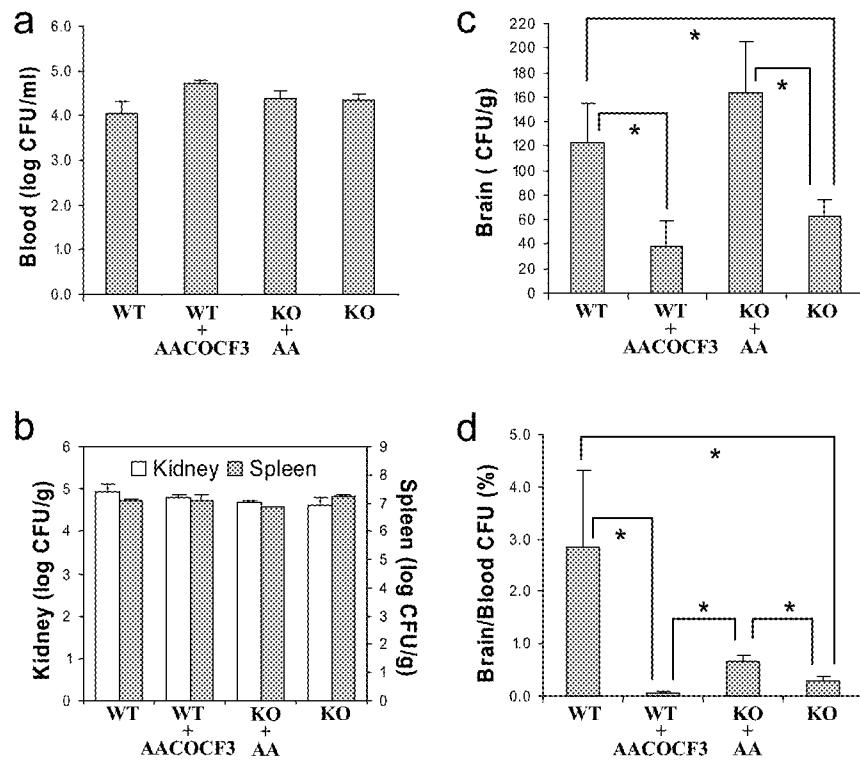 a
Blood (log CFU/ml)
6.0
5.0
4.0
3.0
2.0
1.0
0.0
WT
WT
+
AACOCF3
KO
+
AA
KO
c
Brain ( CFU/g)
220
200
180
160
140
120
100
80
60
40
20
0
*
*
*
WT
WT
+
AACOCF3
KO
+
AA
KO
b
Kidney (log CFU/g)
6
5
4
3
2
1
0
Kidney
Spleen
9
8
7
6
5
4
3
2
1
0
Spleen (log CFU/g)
WT
WT
+
AACOCF3
KO
+
AA
KO
d
Brain/Blood CFU (%)
5.0
4.0
3.0
2.0
1.0
0.0
*
*
*
*
WT
WT
+
AACOCF3
KO
+
AA
KO